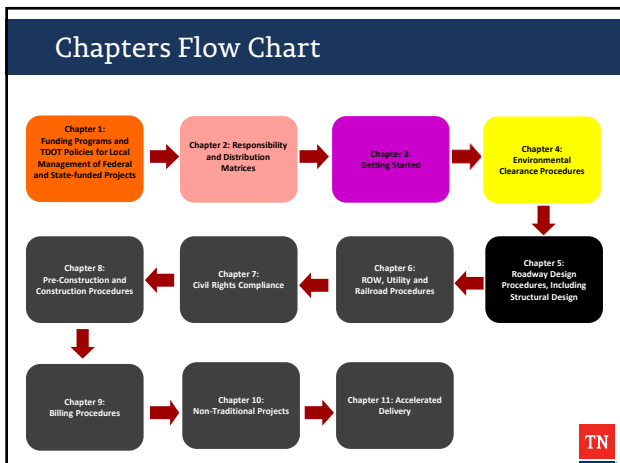 Chapters Flow Chart
Chapter 1:
Funding Programs and
TDOT Policies for Local
Management of Federal
and State-funded Projects
Chapter 2: Responsibility
and Distribution
Matrices
Chapter 3:
Getting Started
Chapter 4:
Environmental
Clearance Procedures
Chapter 5:
Roadway Design
Procedures, Including
Structural Design
Chapter 6:
ROW, Utility and
Railroad Procedures
Chapter 7:
Civil Rights Compliance
Chapter 8:
Pre-Construction and
Construction Procedures
Chapter 9:
Billing Procedures
Chapter 10:
Non-Traditional Projects
Chapter 11: Accelerated
Delivery
TN